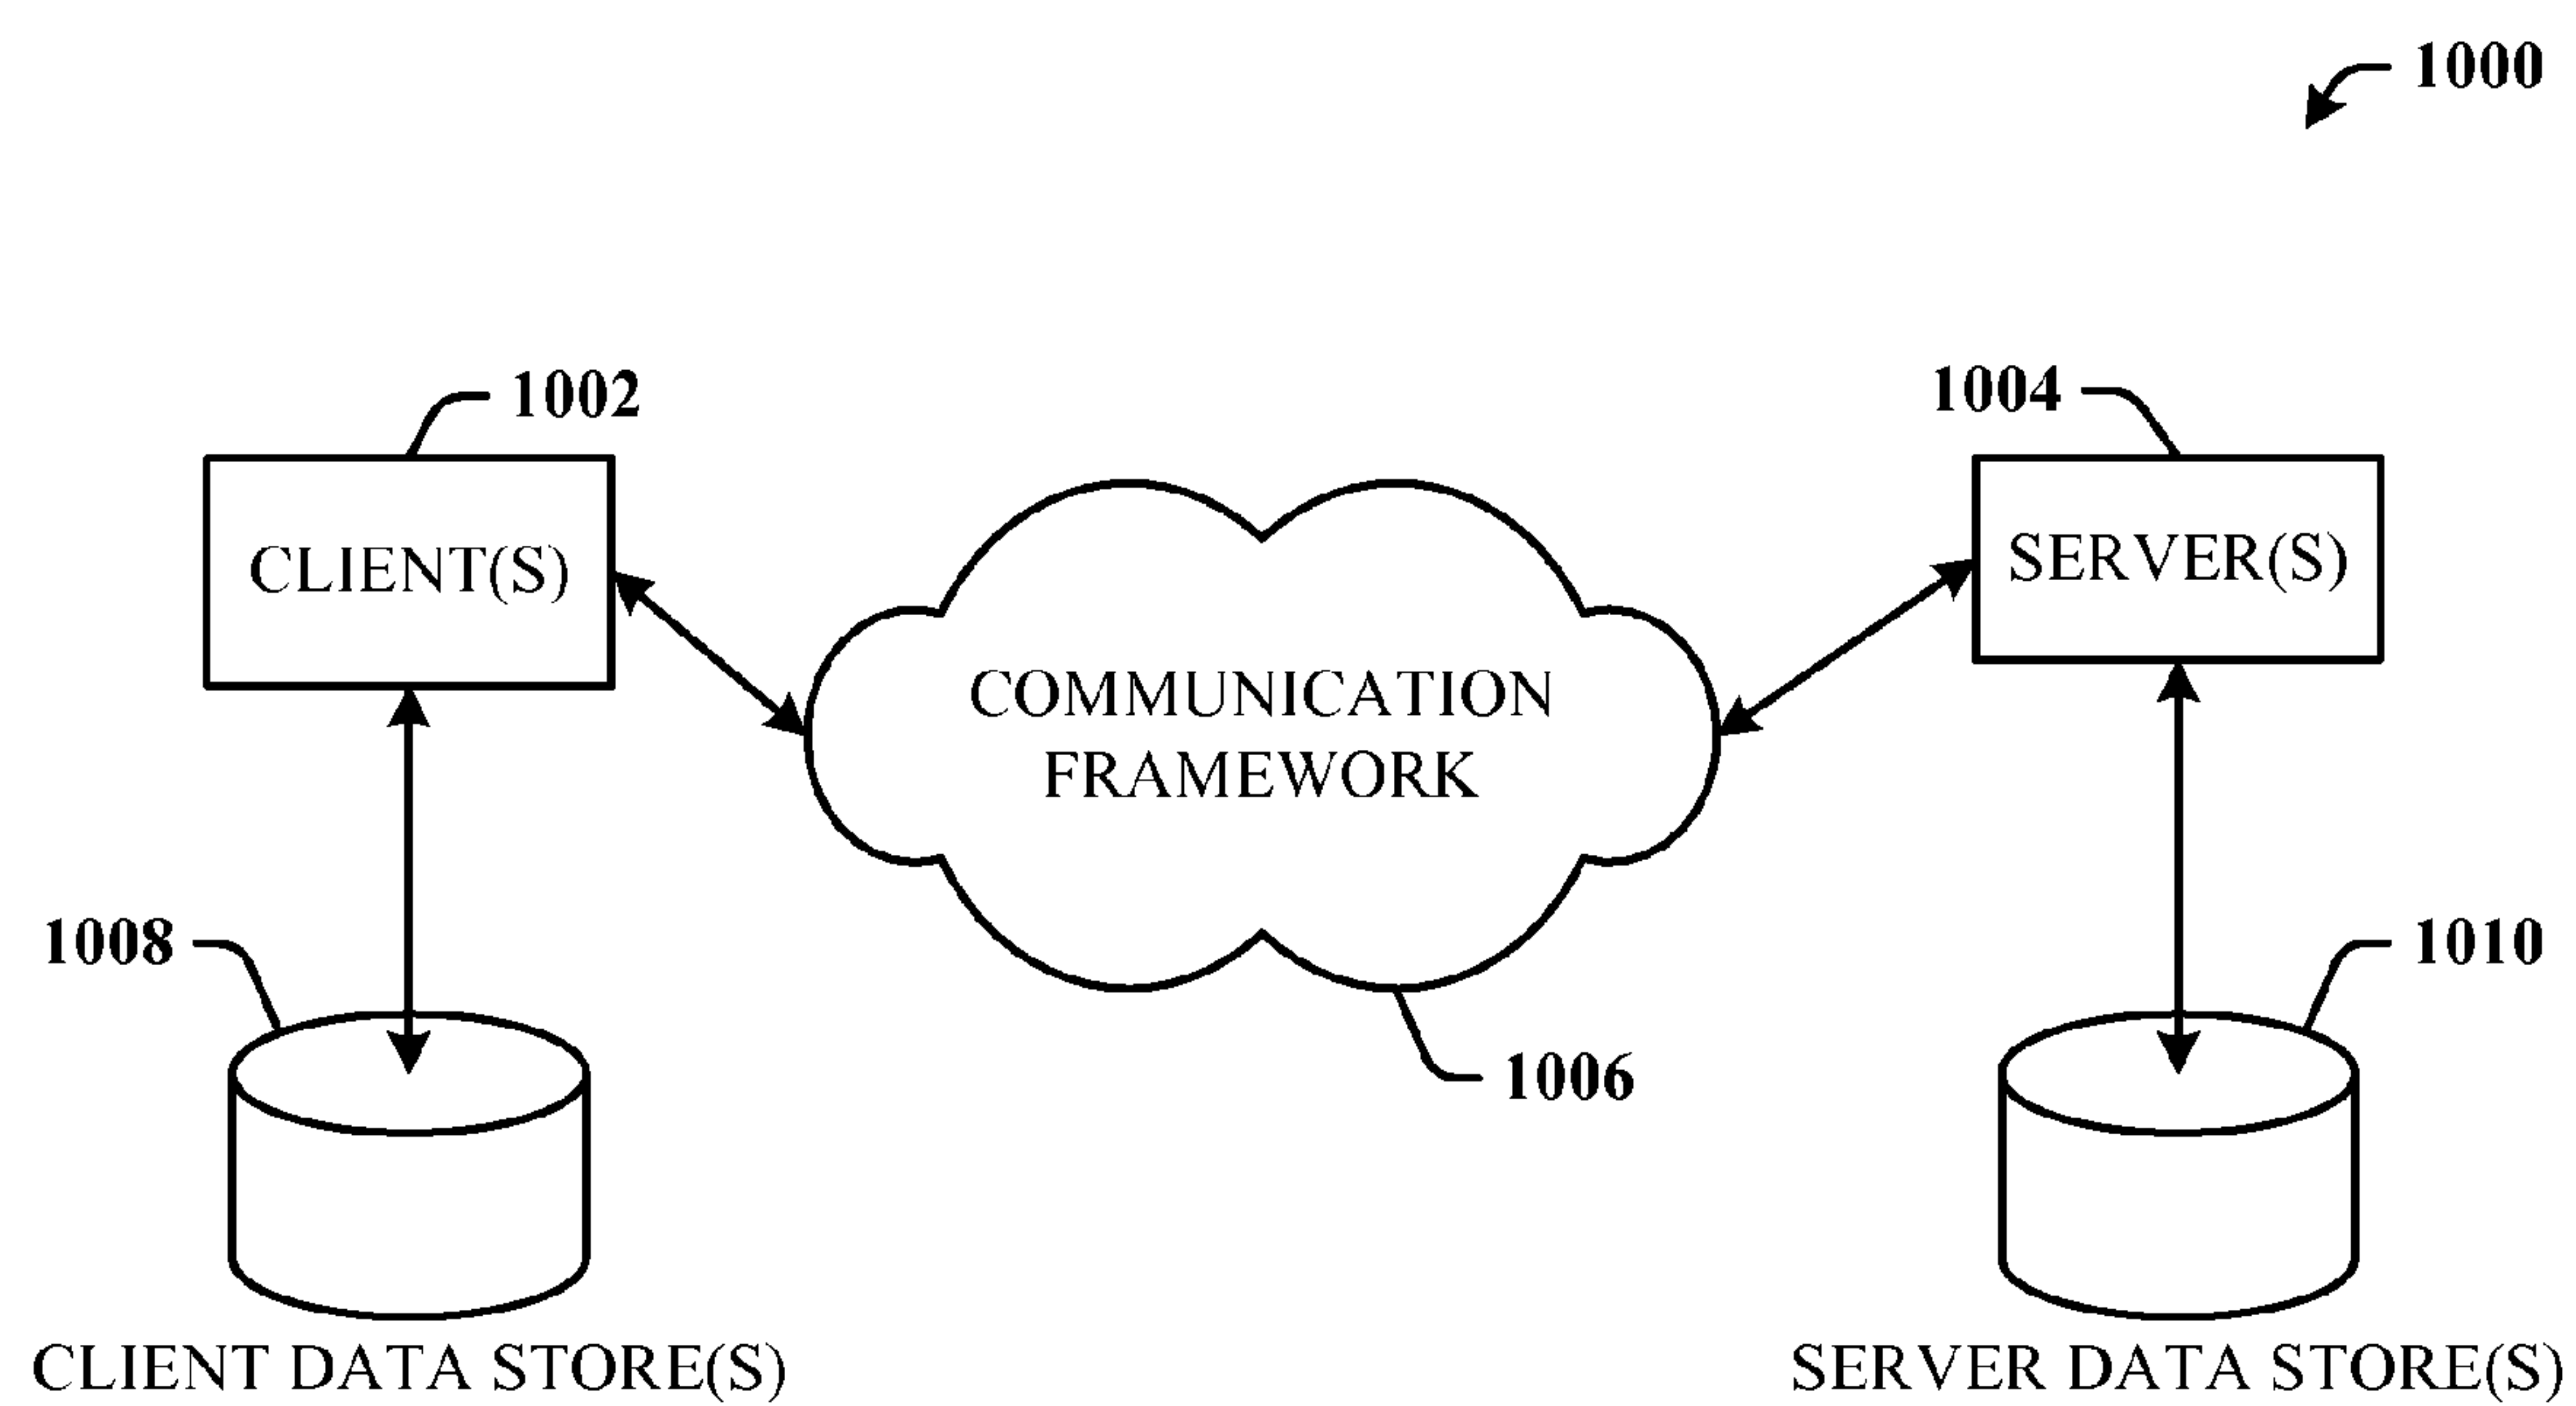 1000
1002
1004
CLIENT(S)
SERVER(S)
COMMUNICATION
FRAMEWORK
1008
1010
1006
CLIENT DATA STORE(S)
SERVER DATA STORE(S)